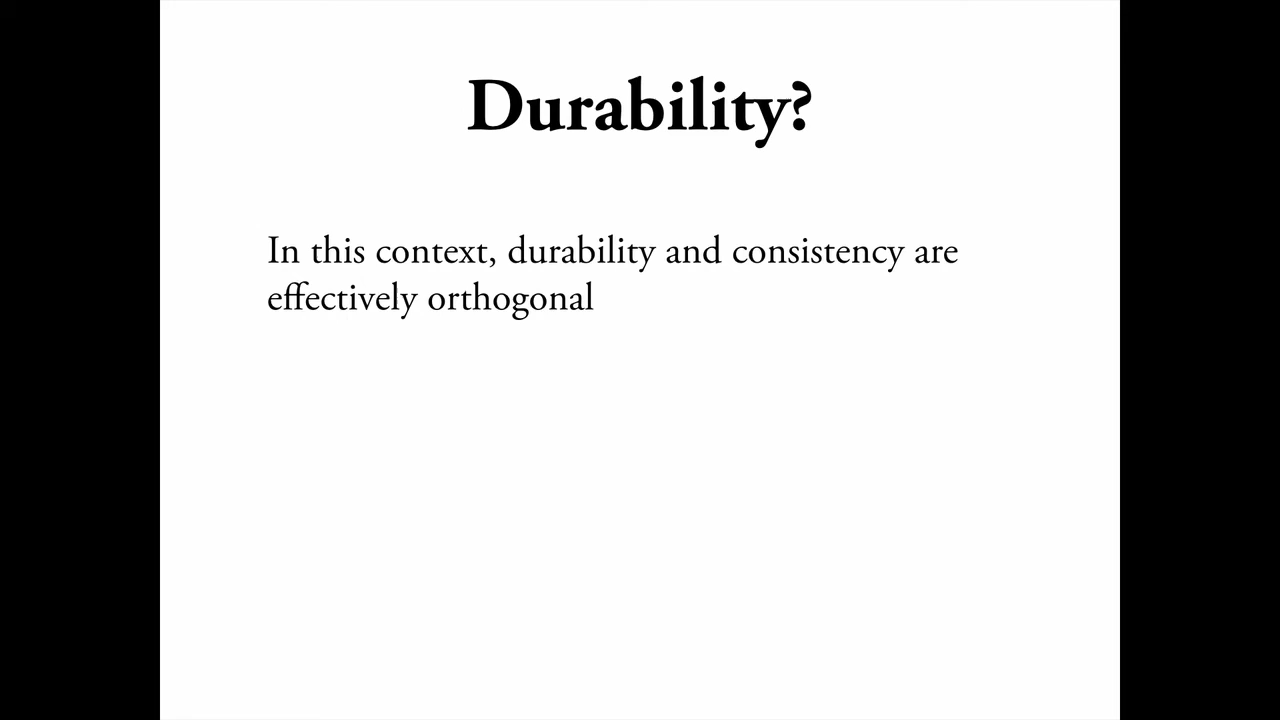 Durability?
In this context, durability and consistency are
effectively orthogonal